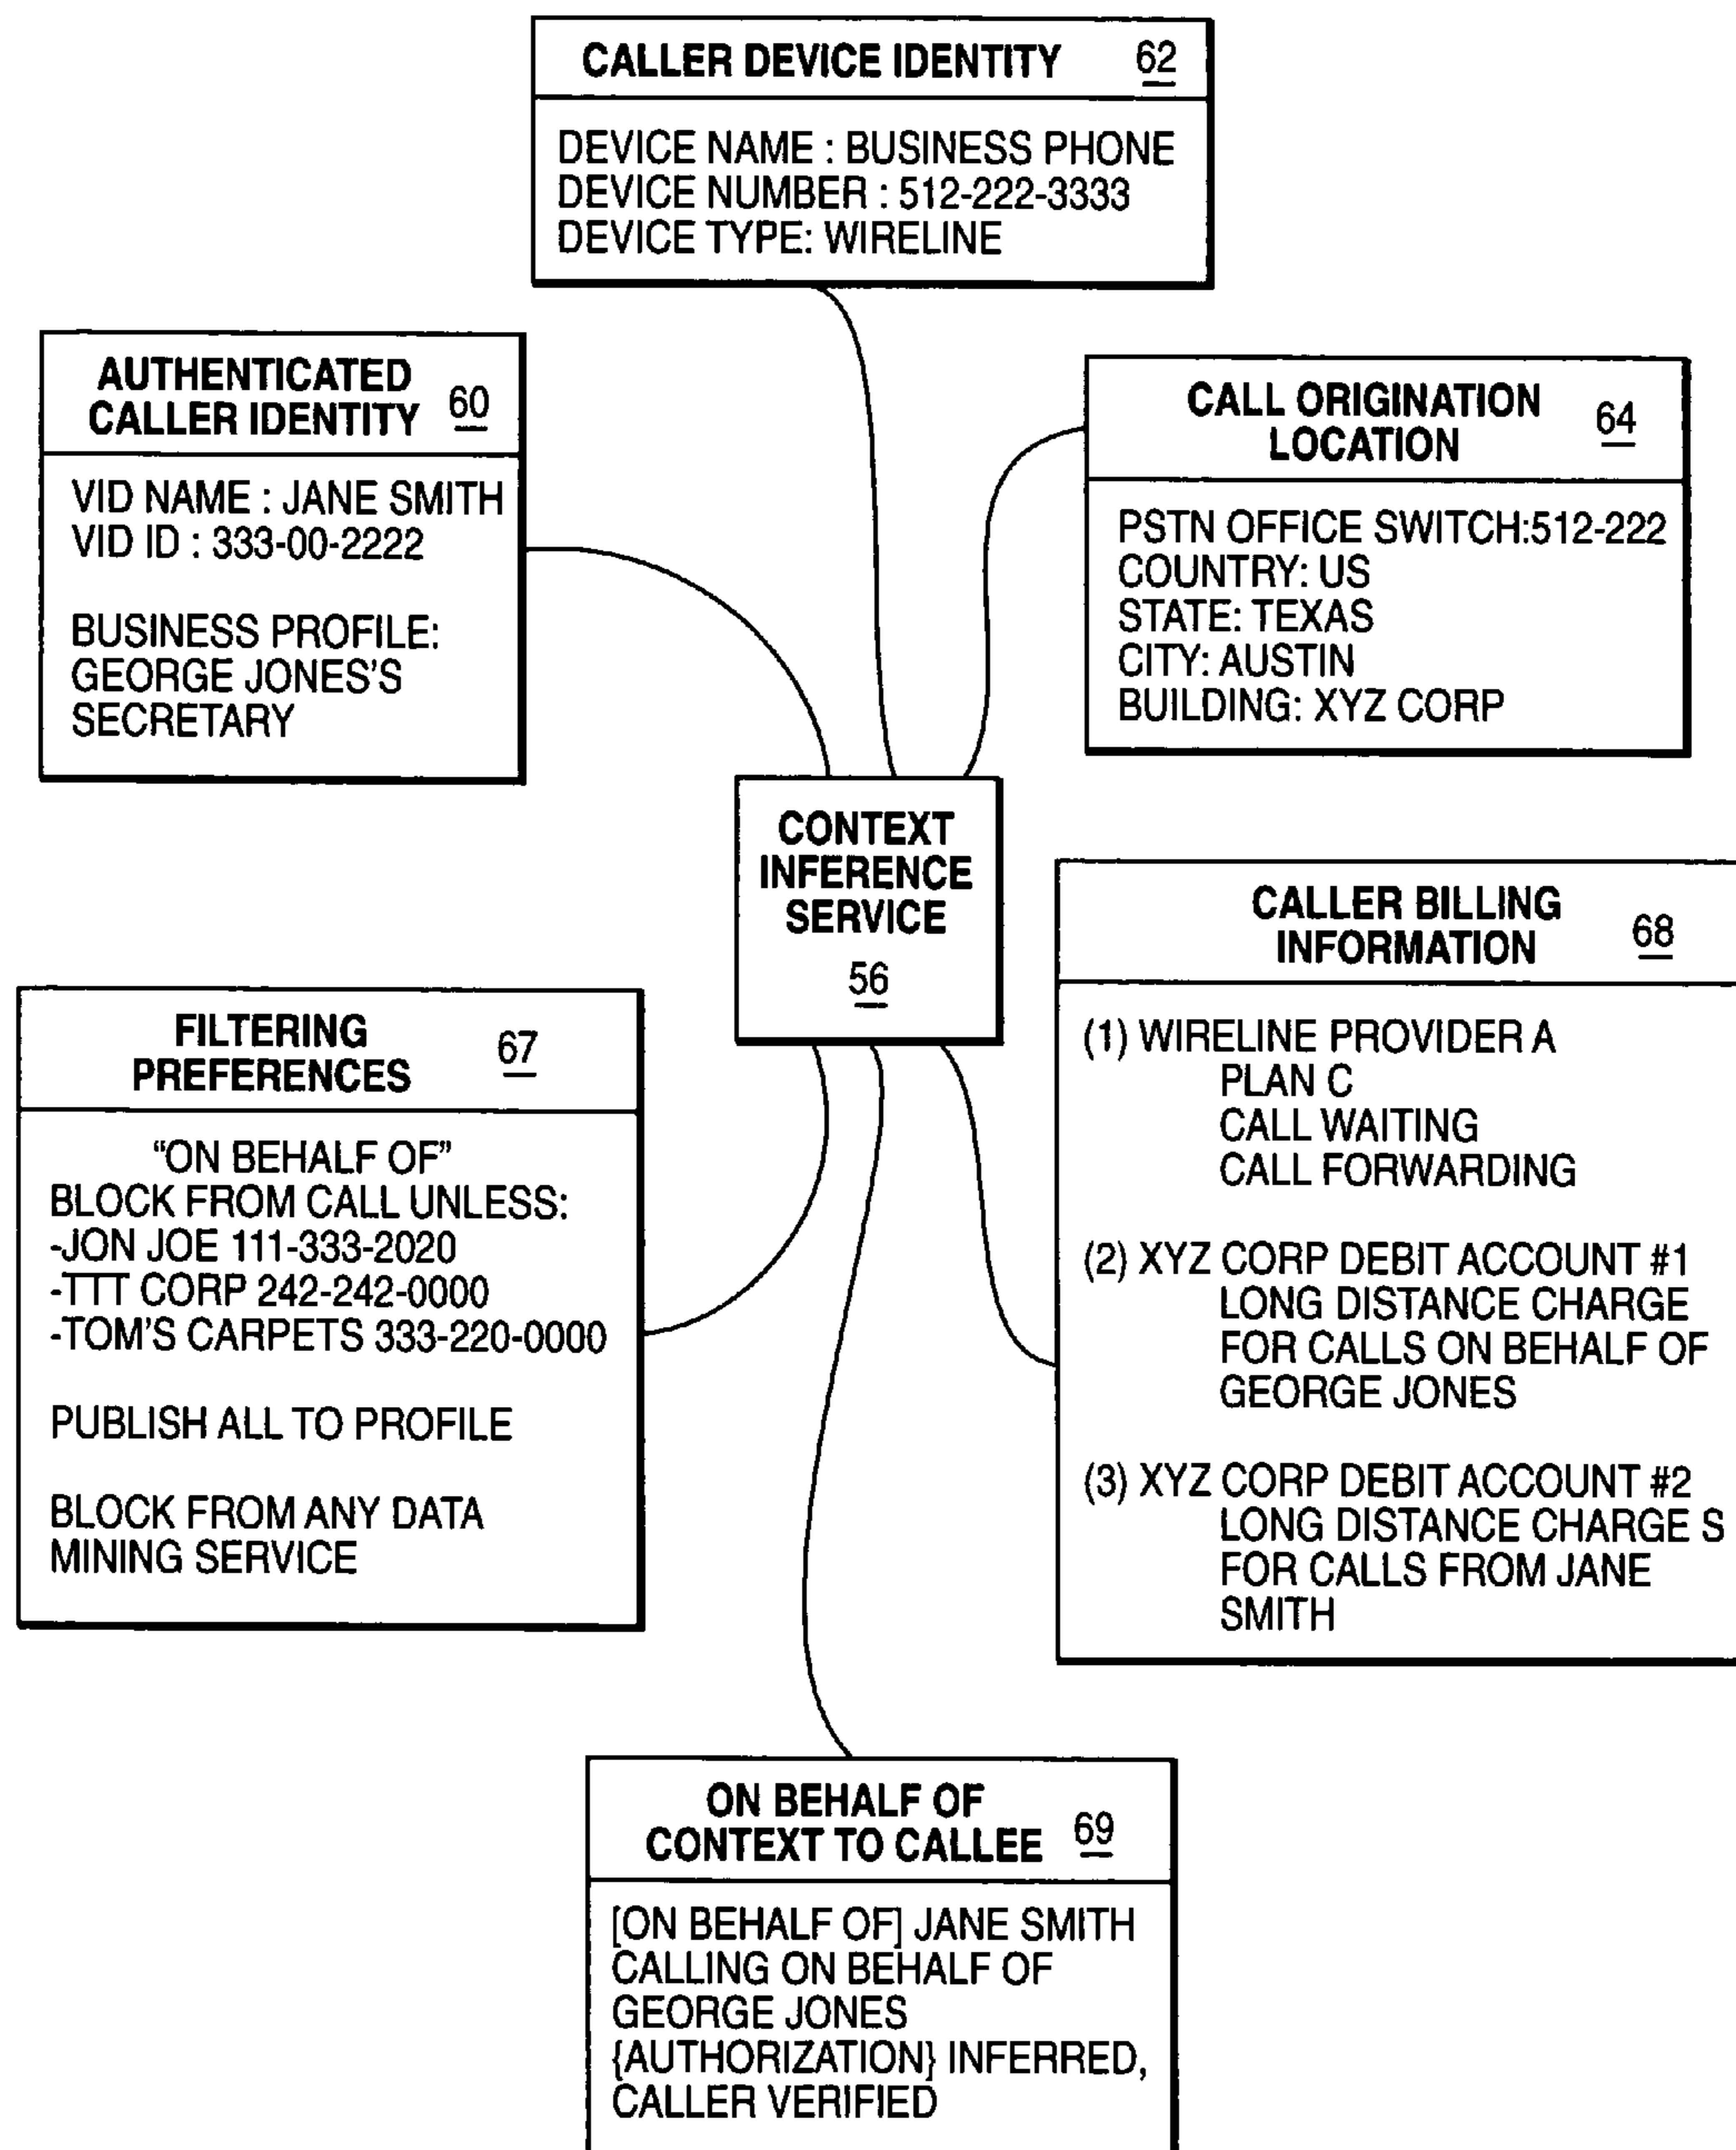 CALLER DEVICE IDENTITY 62
DEVICE NAME : BUSINESS PHONE
DEVICE NUMBER : 512-222-3333
DEVICE TYPE: WIRELINE
AUTHENTICATED
CALLER IDENTITY 60
VID NAME : JANE SMITH
VID ID : 333-00-2222
BUSINESS PROFILE:
GEORGE JONES'S
SECRETARY
CALL ORIGINATION
LOCATION 64
PSTN OFFICE SWITCH:512-222
COUNTRY: US
STATE: TEXAS
CITY: AUSTIN
BUILDING: XYZ CORP
CONTEXT
INFERENCE
SERVICE
56
FILTERING
PREFERENCES 67
“ON BEHALF OF”
BLOCK FROM CALL UNLESS:
-JON JOE 111-333-2020
-TTT CORP 242-242-0000
-TOM'S CARPETS 333-220-0000
PUBLISH ALL TO PROFILE
BLOCK FROM ANY DATA
MINING SERVICE
CALLER BILLING
INFORMATION 68
(1) WIRELINE PROVIDER A
PLAN C
CALL WAITING
CALL FORWARDING
(2) XYZ CORP DEBIT ACCOUNT #1
LONG DISTANCE CHARGE
FOR CALLS ON BEHALF OF
GEORGE JONES
(3) XYZ CORP DEBIT ACCOUNT #2
LONG DISTANCE CHARGE S
FOR CALLS FROM JANE
SMITH
ON BEHALF OF
CONTEXT TO CALLEE 69
[ON BEHALF OF] JANE SMITH
CALLING ON BEHALF OF
GEORGE JONES
{AUTHORIZATION} INFERRED,
CALLER VERIFIED